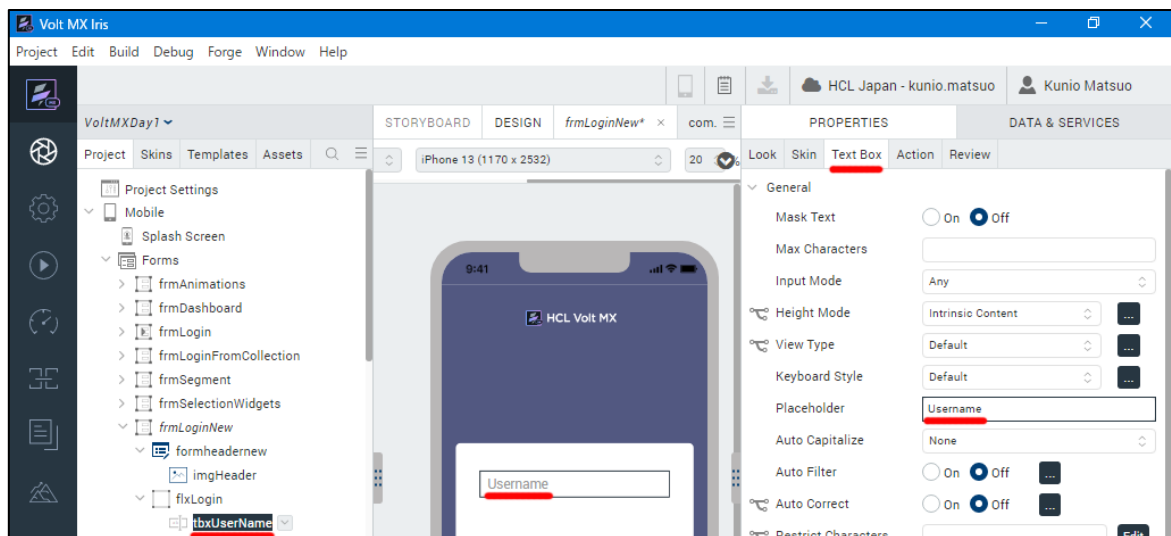 Volt MX Iris
Project Edit Build Debug Forge Window Help
HCL Japan - kunio.matsuo Kunio Matsuo
VoltMXDay1
STORYBOARD DESIGN frmLoginNew* × com.
PROPERTIES DATA & SERVICES
Project Skins Templates Assets
iPhone 13 (1170 x 2532) 20 %
Look Skin Text Box Action Review
Project Settings
Mobile
Splash Screen
Forms
frmAnimations
frmDashboard
frmLogin
frmLoginFromCollection
frmSegment
frmSelectionWidgets
frmLoginNew
formheadernew
imgHeader
flxLogin
tbxUserName
9:41
HCL Volt MX
Username
General
Mask Text On Off
Max Characters
Input Mode Any
Height Mode Intrinsic Content ...
View Type Default ...
Keyboard Style Default ...
Placeholder Username
Auto Capitalize None
Auto Filter On Off ...
Auto Correct On Off ...
Restrict Characters Edit